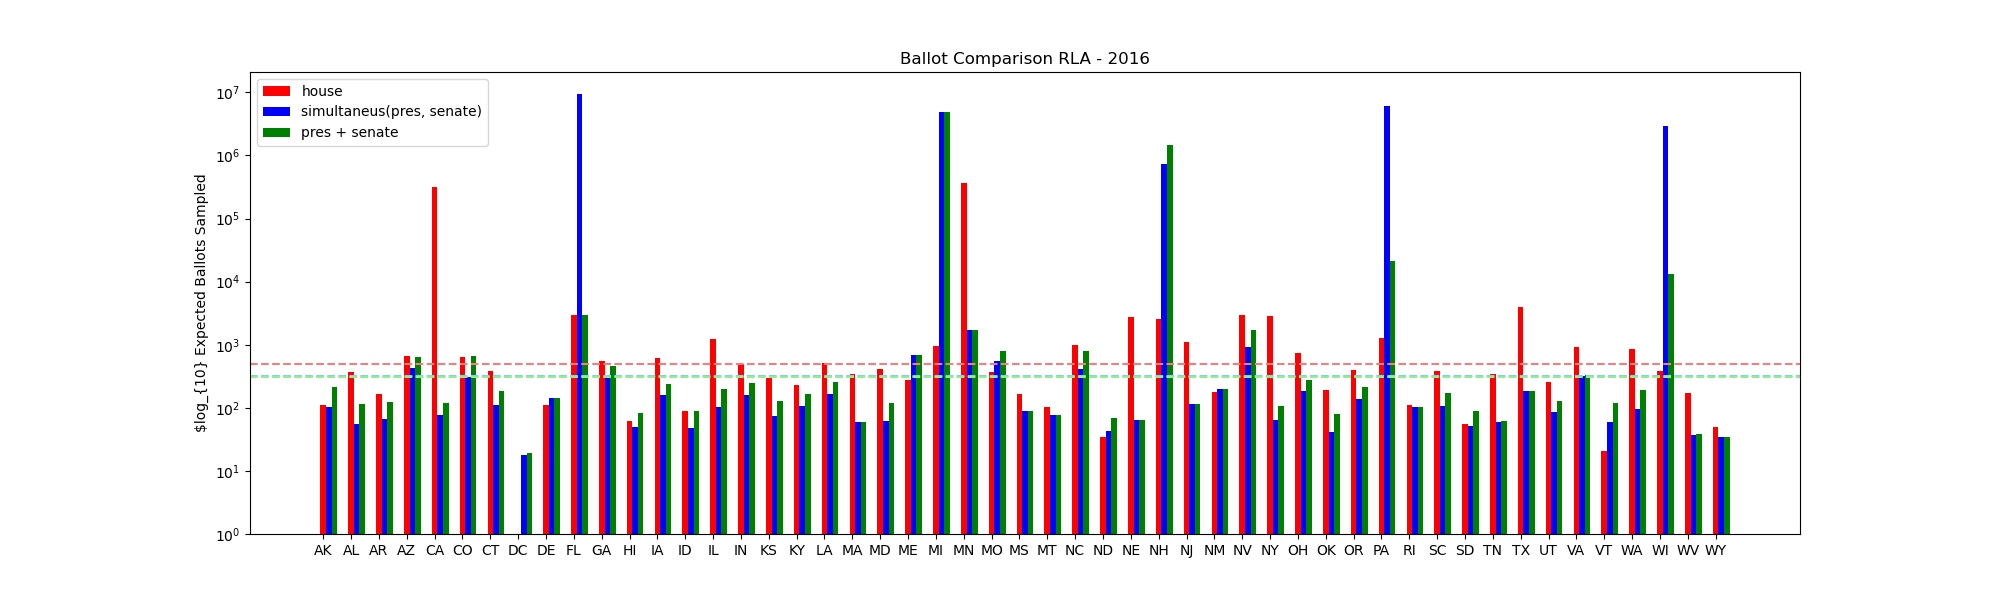 Ballot Comparison RLA - 2016
house
simultaneus(pres, senate)
pres + senate
$log_{10} Expected Ballots Sampled
10^7
10^6
10^5
10^4
10^3
10^2
10^1
10^0
AK AL AR AZ CA CO CT DC DE FL GA HI IA ID IL IN KS KY LA MA MD ME MI MN MO MS MT NC ND NE NH NJ NM NV NY OH OK OR PA RI SC SD TN TX UT VA VT WA WI WV WY